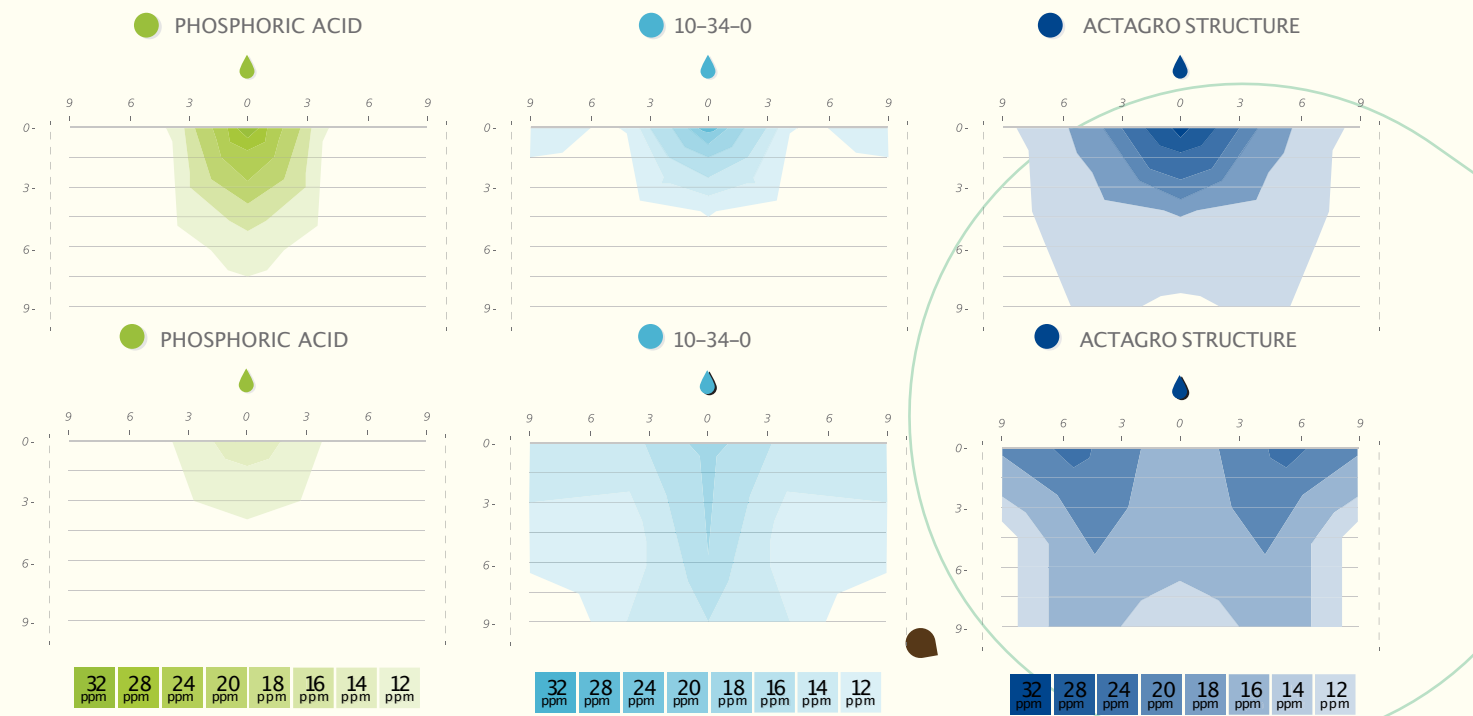 PHOSPHORIC ACID
10–34–0
ACTAGRO STRUCTURE
9 6 3 0 3 6 9
9 6 3 0 3 6 9
9 6 3 0 3 6 9
0-
3-
6-
9-
0-
3-
6-
9-
0-
3-
6-
9-
PHOSPHORIC ACID
10–34–0
ACTAGRO STRUCTURE
9 6 3 0 3 6 9
9 6 3 0 3 6 9
9 6 3 0 3 6 9
0-
3-
6-
9-
0-
3-
6-
9-
0-
3-
6-
9-
32 ppm 28 ppm 24 ppm 20 ppm 18 ppm 16 ppm 14 ppm 12 ppm
32 ppm 28 ppm 24 ppm 20 ppm 18 ppm 16 ppm 14 ppm 12 ppm
32 ppm 28 ppm 24 ppm 20 ppm 18 ppm 16 ppm 14 ppm 12 ppm